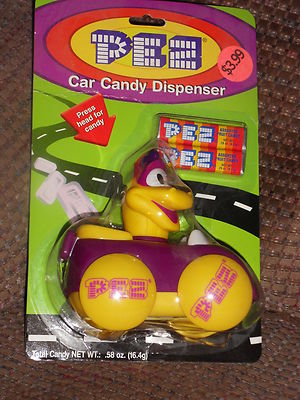 PEZ®
$3.99
Car Candy Dispenser
Press
head for
candy
PEZ
PEZ
PEZ
PEZ
Total Candy NET WT.: .58 oz. (16.4g)